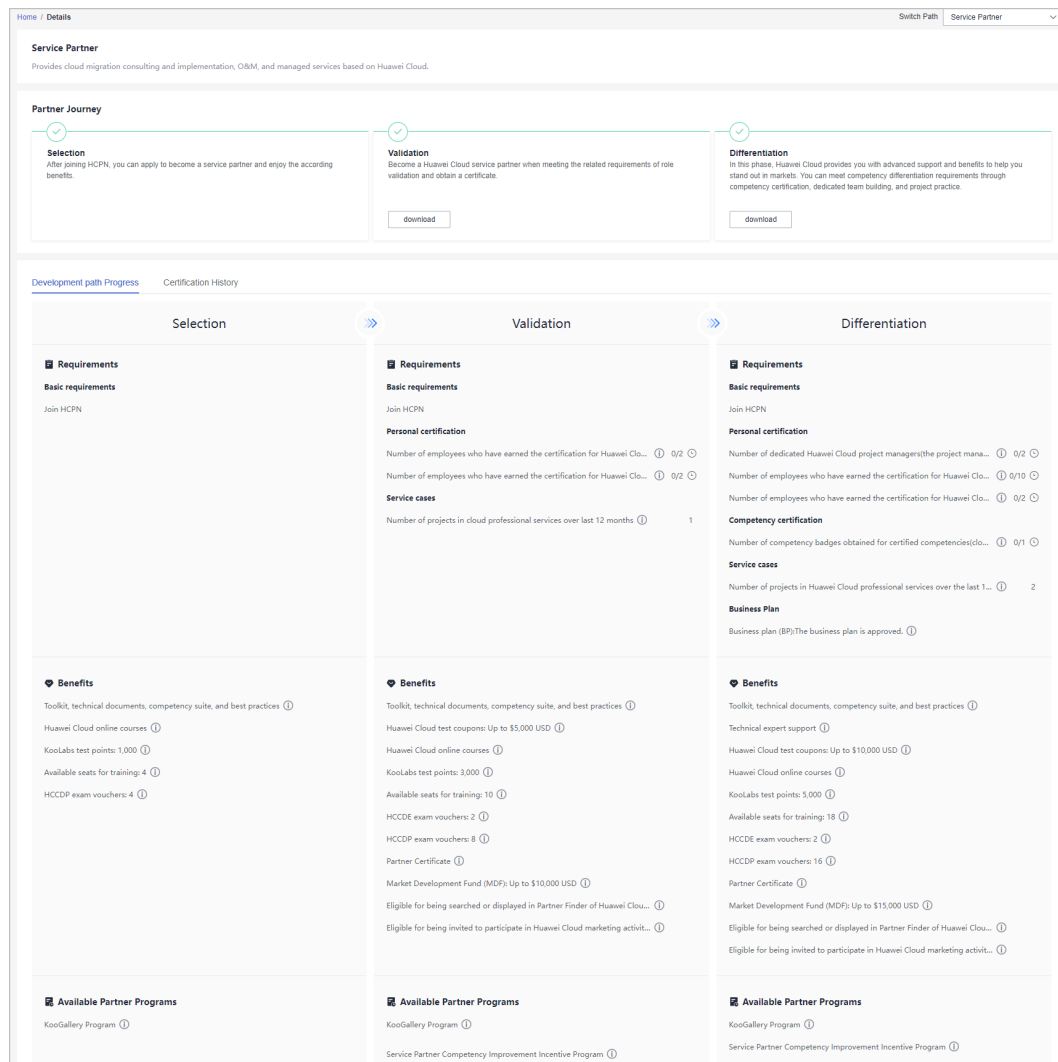 Home / Details
Switch Path Service Partner
Service Partner
Provides cloud migration consulting and implementation, O&M, and managed services based on Huawei Cloud.
Partner Journey
Selection
After joining HCPN, you can apply to become a service partner and enjoy the according
benefits.
Validation
Become a Huawei Cloud service partner when meeting the related requirements of role
validation and obtain a certificate.
download
Differentiation
In this phase, Huawei Cloud provides you with advanced support and benefits to help you
stand out in markets. You can meet competency differentiation requirements through
competency certification, dedicated team building, and project practice.
download
Development path Progress
Certification History
Selection
Requirements
Basic requirements
Join HCPN
Benefits
Toolkit, technical documents, competency suite, and best practices
Huawei Cloud online courses
KooLabs test points: 1,000
Available seats for training: 4
HCCDP exam vouchers: 4
Available Partner Programs
KooGallery Program
Validation
Requirements
Basic requirements
Join HCPN
Personal certification
Number of employees who have earned the certification for Huawei Clo... 0/2
Number of employees who have earned the certification for Huawei Clo... 0/2
Service cases
Number of projects in cloud professional services over last 12 months 1
Benefits
Toolkit, technical documents, competency suite, and best practices
Huawei Cloud test coupons: Up to $5,000 USD
Huawei Cloud online courses
KooLabs test points: 3,000
Available seats for training: 10
HCCDE exam vouchers: 2
HCCDP exam vouchers: 8
Partner Certificate
Market Development Fund (MDF): Up to $10,000 USD
Eligible for being searched or displayed in Partner Finder of Huawei Clou...
Eligible for being invited to participate in Huawei Cloud marketing activit...
Available Partner Programs
KooGallery Program
Service Partner Competency Improvement Incentive Program
Differentiation
Requirements
Basic requirements
Join HCPN
Personal certification
Number of dedicated Huawei Cloud project managers(the project mana... 0/2
Number of employees who have earned the certification for Huawei Clo... 0/10
Number of employees who have earned the certification for Huawei Clo... 0/2
Competency certification
Number of competency badges obtained for certified competencies(clo... 0/1
Service cases
Number of projects in Huawei Cloud professional services over the last 1... 2
Business Plan
Business plan (BP):The business plan is approved.
Benefits
Toolkit, technical documents, competency suite, and best practices
Technical expert support
Huawei Cloud test coupons: Up to $10,000 USD
Huawei Cloud online courses
KooLabs test points: 5,000
Available seats for training: 18
HCCDE exam vouchers: 2
HCCDP exam vouchers: 16
Partner Certificate
Market Development Fund (MDF): Up to $15,000 USD
Eligible for being searched or displayed in Partner Finder of Huawei Clou...
Eligible for being invited to participate in Huawei Cloud marketing activit...
Available Partner Programs
KooGallery Program
Service Partner Competency Improvement Incentive Program